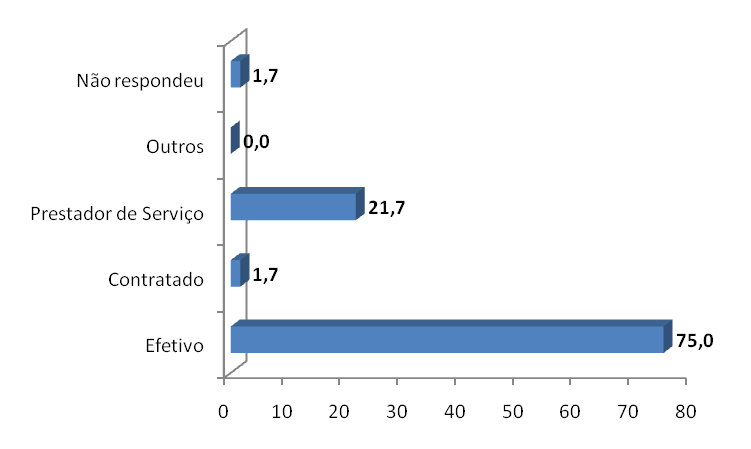 Não respondeu 1,7
Outros 0,0
Prestador de Serviço 21,7
Contratado 1,7
Efetivo 75,0
0 10 20 30 40 50 60 70 80